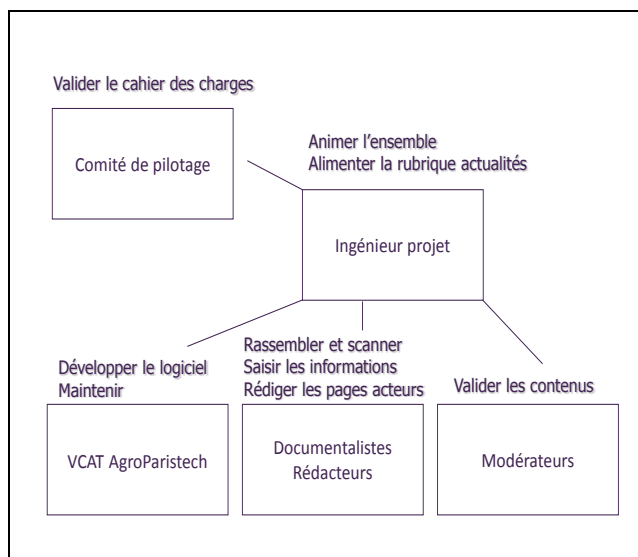 Valider le cahier des charges
Comité de pilotage
Animer l'ensemble
Alimenter la rubrique actualités
Ingénieur projet
Développer le logiciel
Maintenir
VCAT AgroParistech
Rassembler et scanner
Saisir les informations
Rédiger les pages acteurs
Documentalistes
Rédacteurs
Valider les contenus
Modérateurs